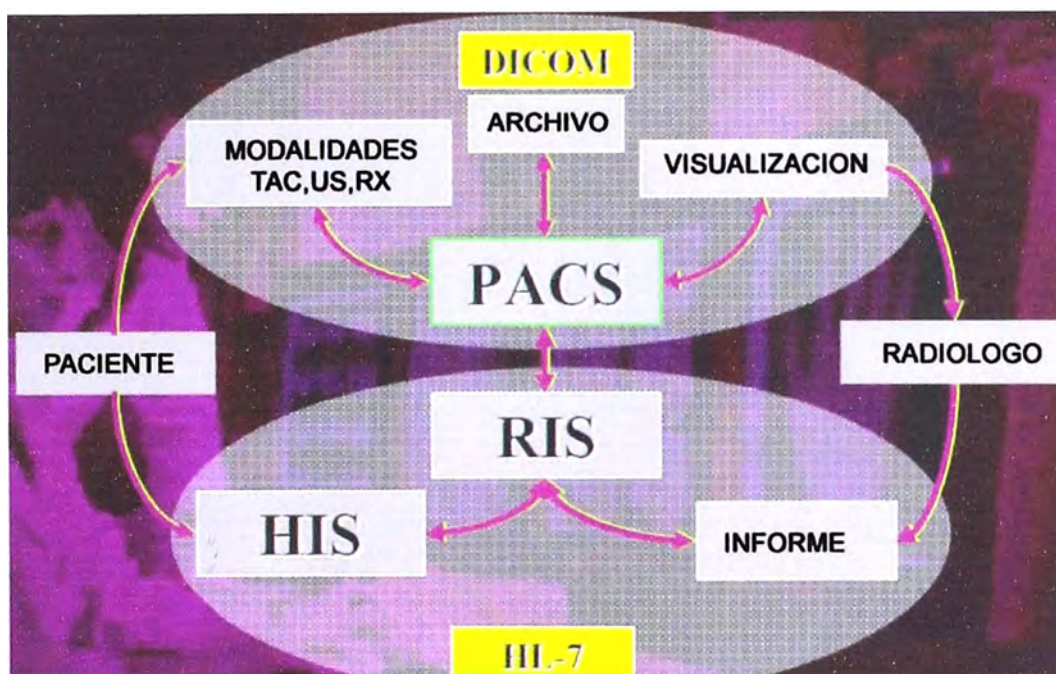 DICOM
ARCHIVO
MODALIDADES
TAC,US,RX
VISUALIZACION
PACS
PACIENTE
RADIOLOGO
RIS
HIS
INFORME
HL-7